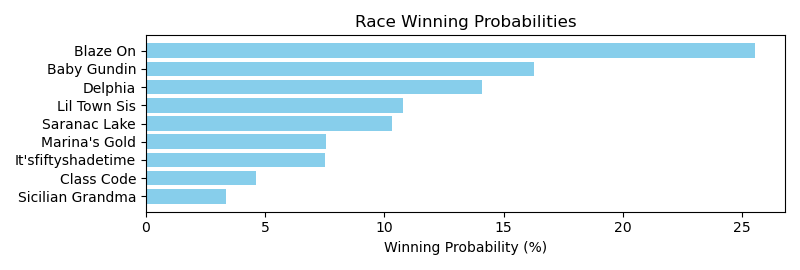 Race Winning Probabilities
Blaze On
Baby Gundin
Delphia
Lil Town Sis
Saranac Lake
Marina's Gold
It'sfiftyshadetime
Class Code
Sicilian Grandma
0 5 10 15 20 25
Winning Probability (%)